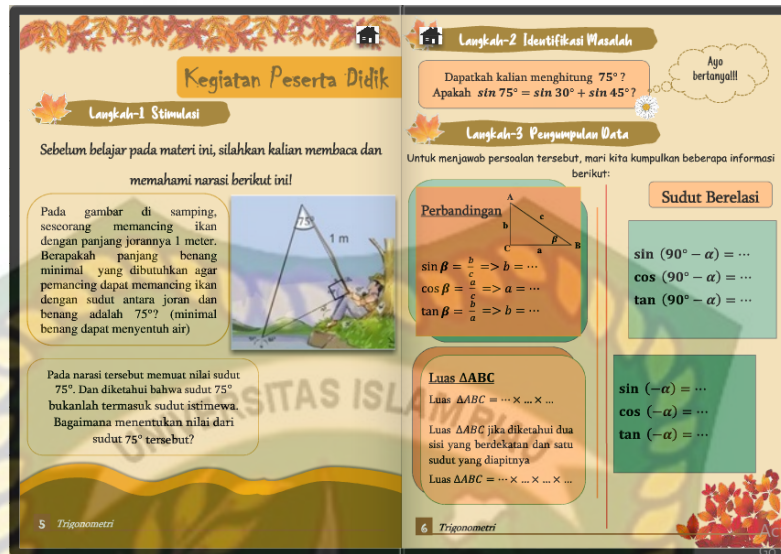 Kegiatan Peserta Didik
Langkah-1 Stimulasi
Sebelum belajar pada materi ini, silahkan kalian membaca dan
memahami narasi berikut ini!
Pada gambar di samping,
seseorang memancing ikan
dengan panjang jorannya 1 meter.
Berapakah panjang benang
minimal yang dibutuhkan agar
pemancing dapat memancing ikan
dengan sudut antara joran dan
benang adalah 75°? (minimal
benang dapat menyentuh air)
75°
1 m
Pada narasi tersebut memuat nilai sudut
75°. Dan diketahui bahwa sudut 75°
bukanlah termasuk sudut istimewa.
Bagaimana menentukan nilai dari
sudut 75° tersebut?
5 Trigonometri
Langkah-2 Identifikasi Masalah
Dapatkah kalian menghitung 75° ?
Apakah sin 75° = sin 30° + sin 45°?
Ayo
bertanya!!!
Langkah-3 Pengumpulan Data
Untuk menjawab persoalan tersebut, mari kita kumpulkan beberapa informasi
berikut:
Perbandingan
A
b
c
C
a
β
B
sin β = b/c => b = ⋯
cos β = a/c => a = ⋯
tan β = b/a => b = ⋯
Sudut Berelasi
sin (90° − α) = ⋯
cos (90° − α) = ⋯
tan (90° − α) = ⋯
Luas ΔABC
Luas ΔABC = ⋯ × … × …
Luas ΔABC jika diketahui dua
sisi yang berdekatan dan satu
sudut yang diapitnya
Luas ΔABC = ⋯ × … × … × …
sin (−α) = ⋯
cos (−α) = ⋯
tan (−α) = ⋯
6 Trigonometri
UNIVERSITAS ISLAM RIAU